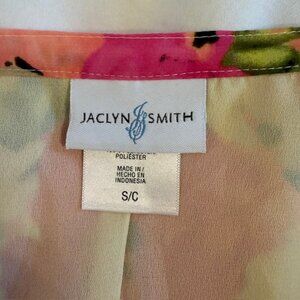 JACLYN SMITH
POLIESTER
MADE IN/
HECHO EN
INDONESIA
S/C